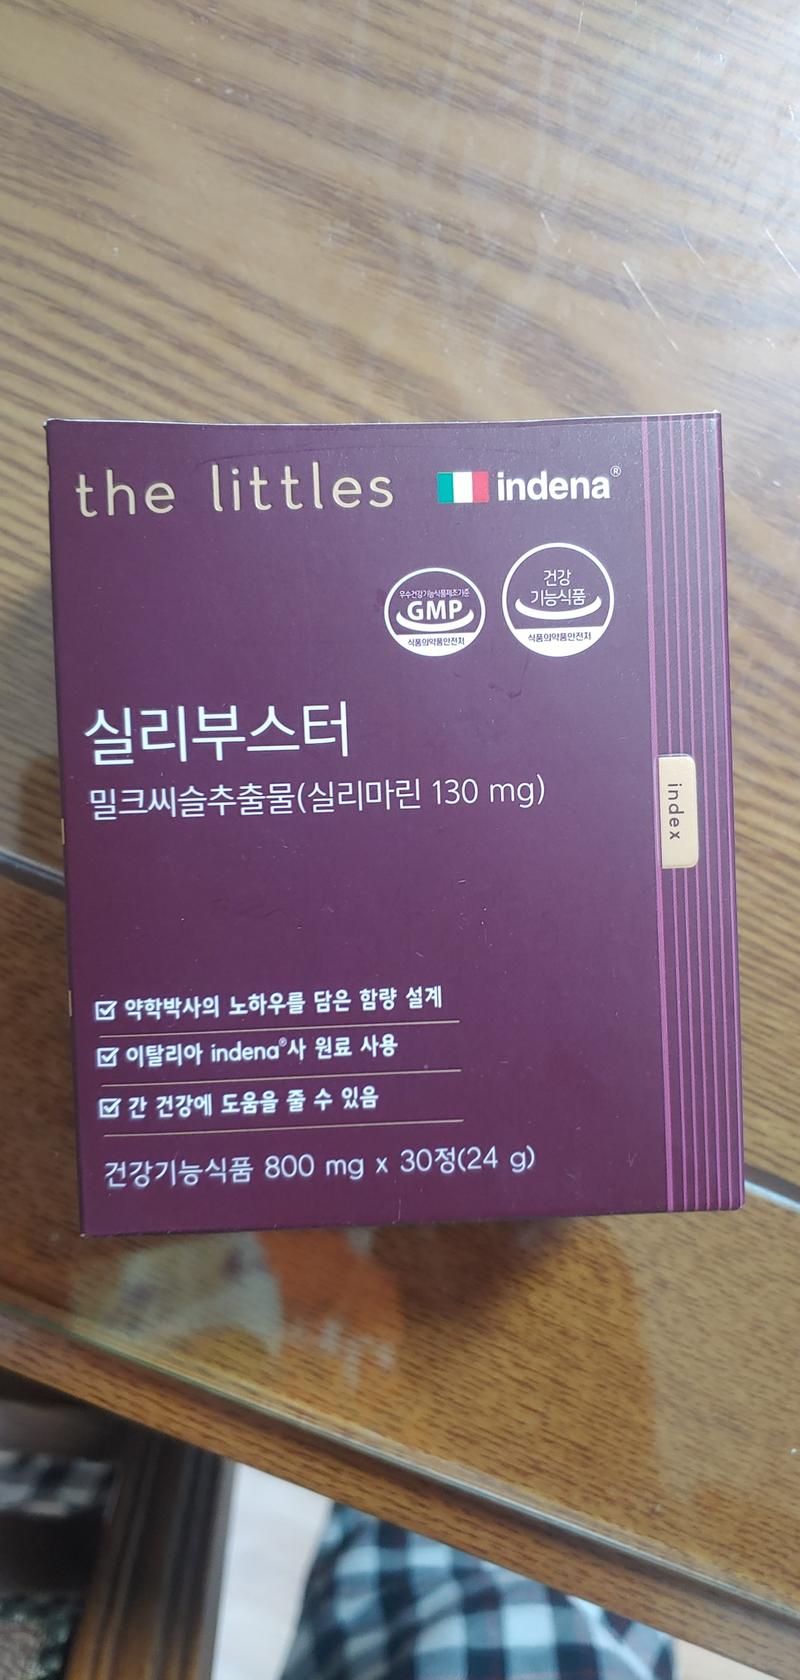 the littles
indena®
우수건강기능식품제조기준
GMP
식품의약품안전처
건강
기능식품
식품의약품안전처
실리부스터
밀크씨슬추출물(실리마린 130 mg)
index
☑ 약학박사의 노하우를 담은 함량 설계
☑ 이탈리아 indena®사 원료 사용
☑ 간 건강에 도움을 줄 수 있음
건강기능식품 800 mg x 30정(24 g)